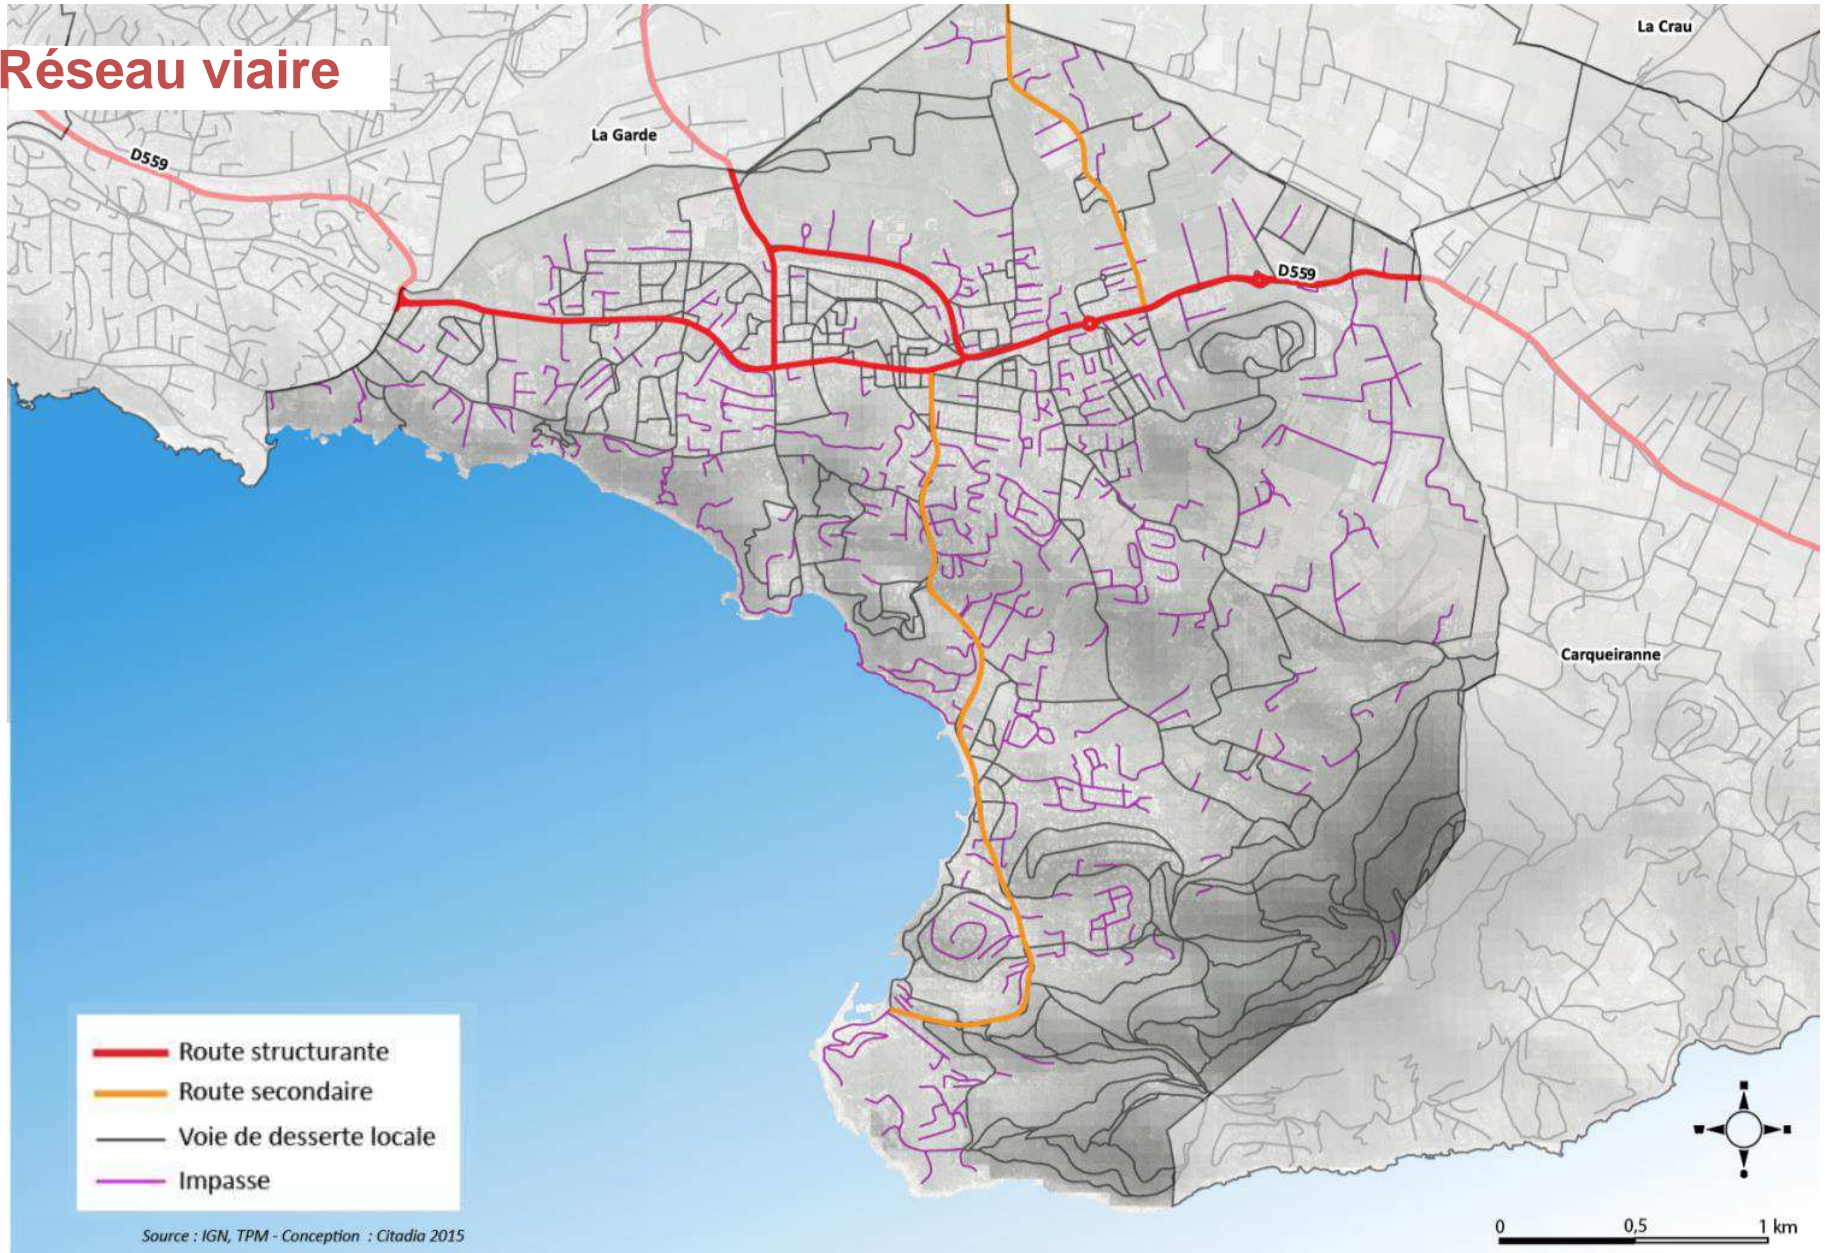 La Crau
Réseau viaire
La Garde
D559
D559
Carqueiranne
Route structurante
Route secondaire
Voie de desserte locale
Impasse
Source : IGN, TPM - Conception : Citadia 2015
0 0,5 1 km